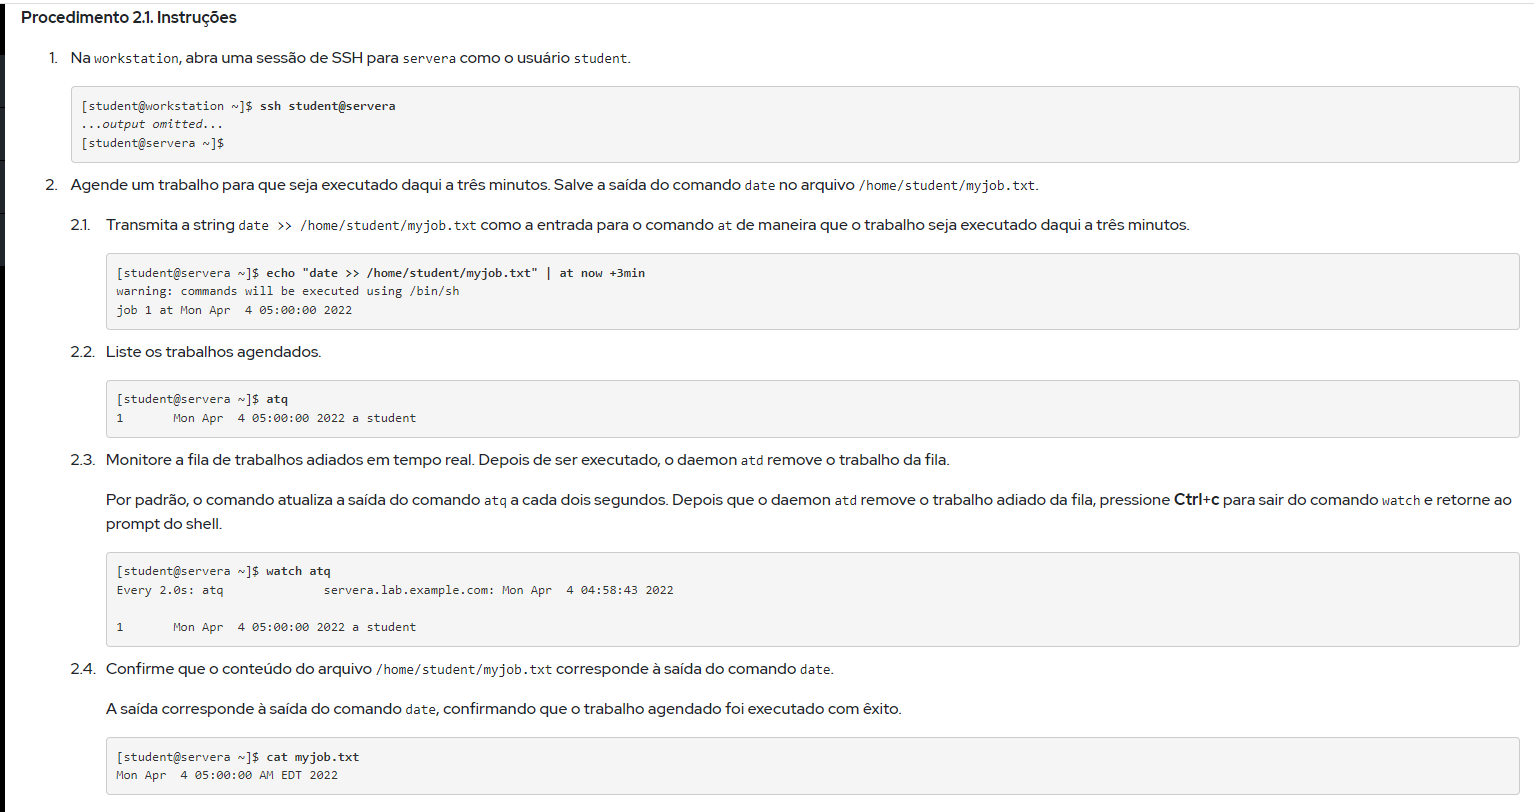 Procedimento 2.1. Instruções
1. Na workstation, abra uma sessão de SSH para servera como o usuário student.
[student@workstation ~]$ ssh student@servera
...output omitted...
[student@servera ~]$
2. Agende um trabalho para que seja executado daqui a três minutos. Salve a saída do comando date no arquivo /home/student/myjob.txt.
2.1. Transmita a string date >> /home/student/myjob.txt como a entrada para o comando at de maneira que o trabalho seja executado daqui a três minutos.
[student@servera ~]$ echo "date >> /home/student/myjob.txt" | at now +3min
warning: commands will be executed using /bin/sh
job 1 at Mon Apr  4 05:00:00 2022
2.2. Liste os trabalhos agendados.
[student@servera ~]$ atq
1       Mon Apr  4 05:00:00 2022 a student
2.3. Monitore a fila de trabalhos adiados em tempo real. Depois de ser executado, o daemon atd remove o trabalho da fila.
Por padrão, o comando atualiza a saída do comando atq a cada dois segundos. Depois que o daemon atd remove o trabalho adiado da fila, pressione Ctrl+c para sair do comando watch e retorne ao
prompt do shell.
[student@servera ~]$ watch atq
Every 2.0s: atq              servera.lab.example.com: Mon Apr  4 04:58:43 2022
1       Mon Apr  4 05:00:00 2022 a student
2.4. Confirme que o conteúdo do arquivo /home/student/myjob.txt corresponde à saída do comando date.
A saída corresponde à saída do comando date, confirmando que o trabalho agendado foi executado com êxito.
[student@servera ~]$ cat myjob.txt
Mon Apr  4 05:00:00 AM EDT 2022